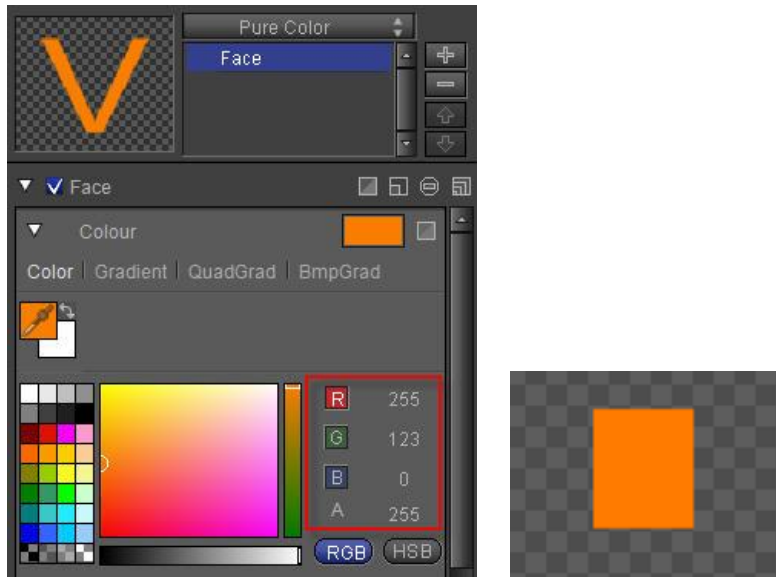 V
Pure Color
Face
Face
Colour
Color | Gradient | QuadGrad | BmpGrad
R 255
G 123
B 0
A 255
RGB HSB